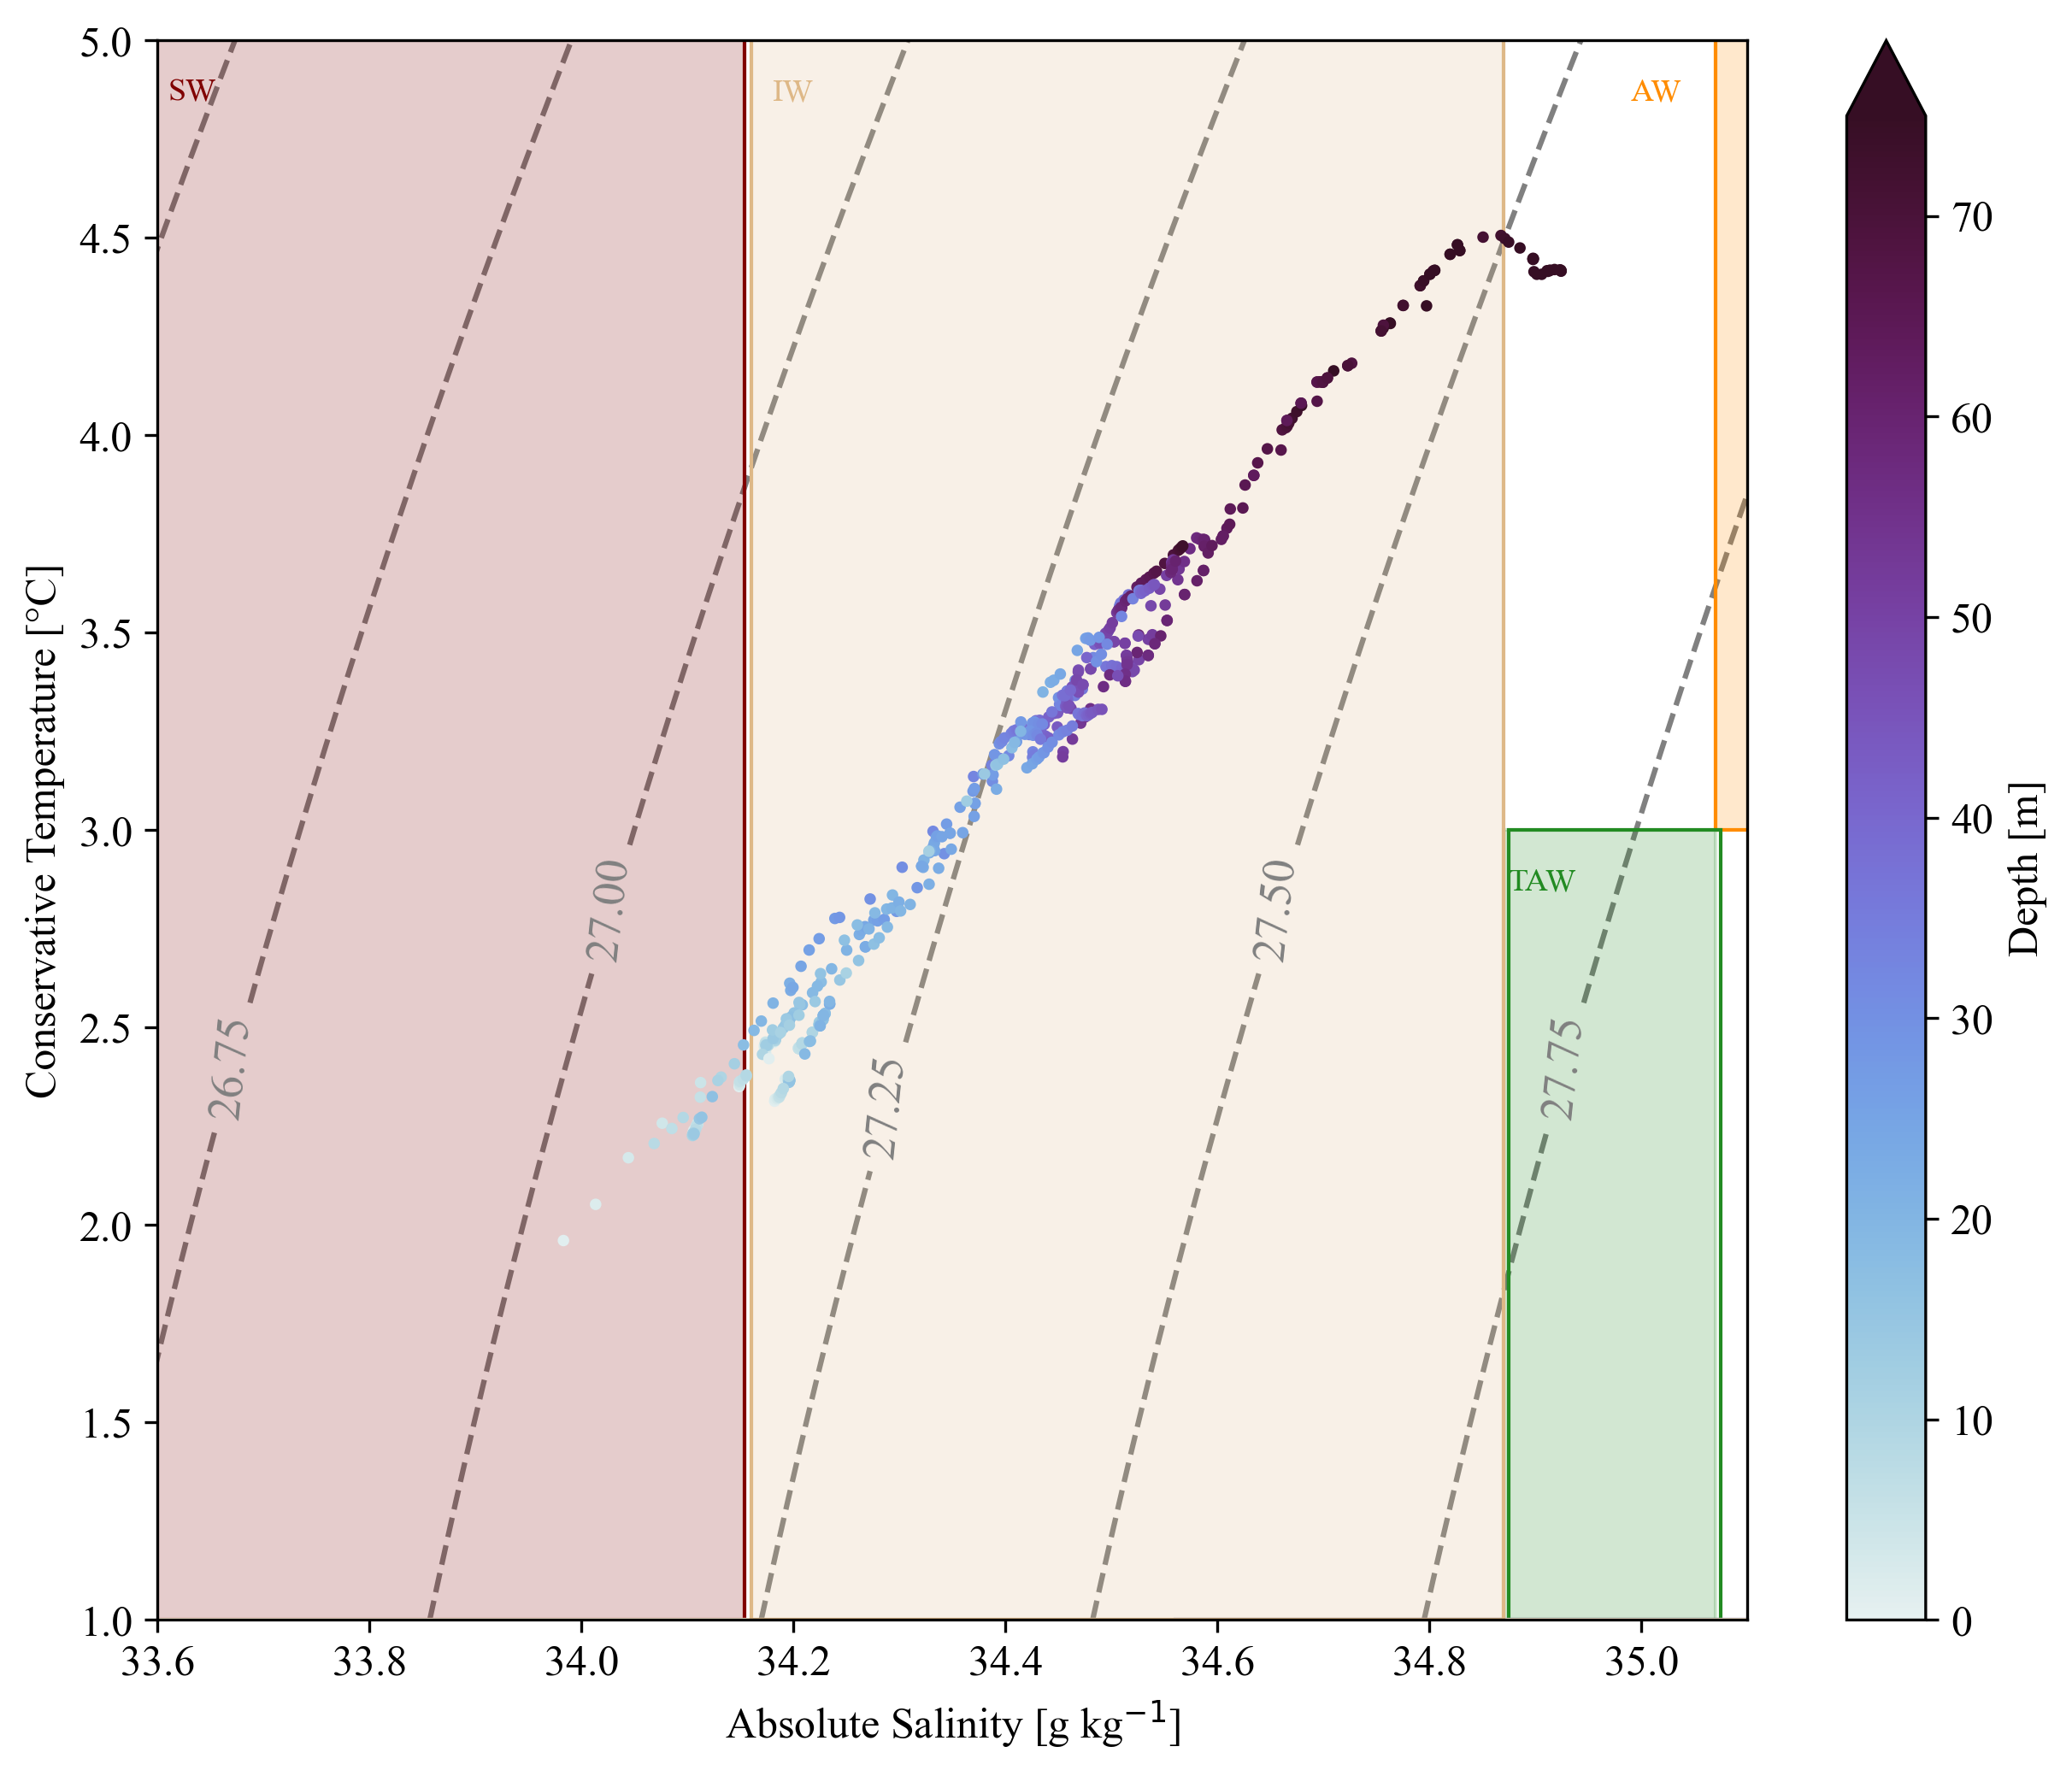 5.0
4.5
4.0
3.5
3.0
2.5
2.0
1.5
1.0
Conservative Temperature [°C]
SW
IW
AW
TAW
26.75
27.00
27.25
27.50
27.75
33.6 33.8 34.0 34.2 34.4 34.6 34.8 35.0
Absolute Salinity [g kg⁻¹]
70
60
50
40
30
20
10
0
Depth [m]